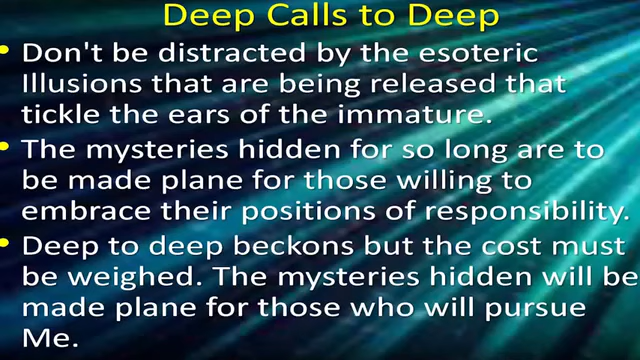 Deep Calls to Deep
• Don't be distracted by the esoteric
Illusions that are being released that
tickle the ears of the immature.
• The mysteries hidden for so long are to
be made plane for those willing to
embrace their positions of responsibility.
• Deep to deep beckons but the cost must
be weighed. The mysteries hidden will be
made plane for those who will pursue
Me.